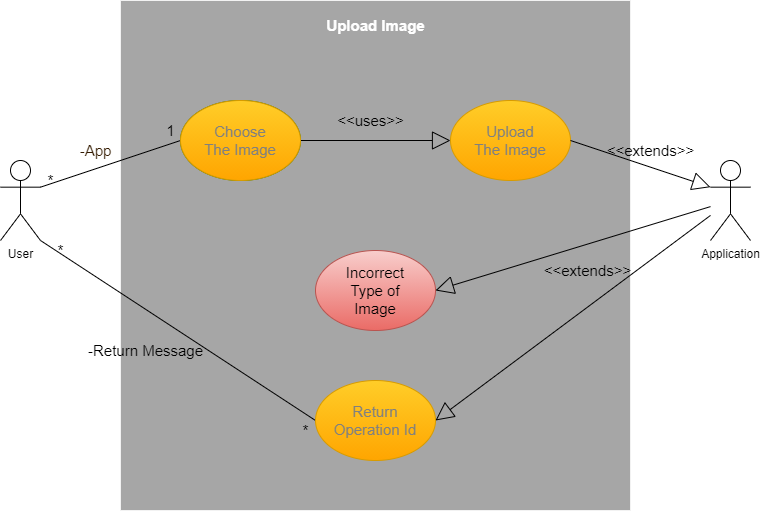 Upload Image
Choose
The Image
<<uses>>
Upload
The Image
1
-App
*
<<extends>>
User
*
Application
Incorrect
Type of
Image
<<extends>>
-Return Message
Return
Operation Id
*